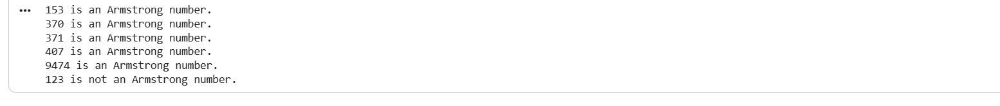 153 is an Armstrong number.
370 is an Armstrong number.
371 is an Armstrong number.
407 is an Armstrong number.
9474 is an Armstrong number.
123 is not an Armstrong number.